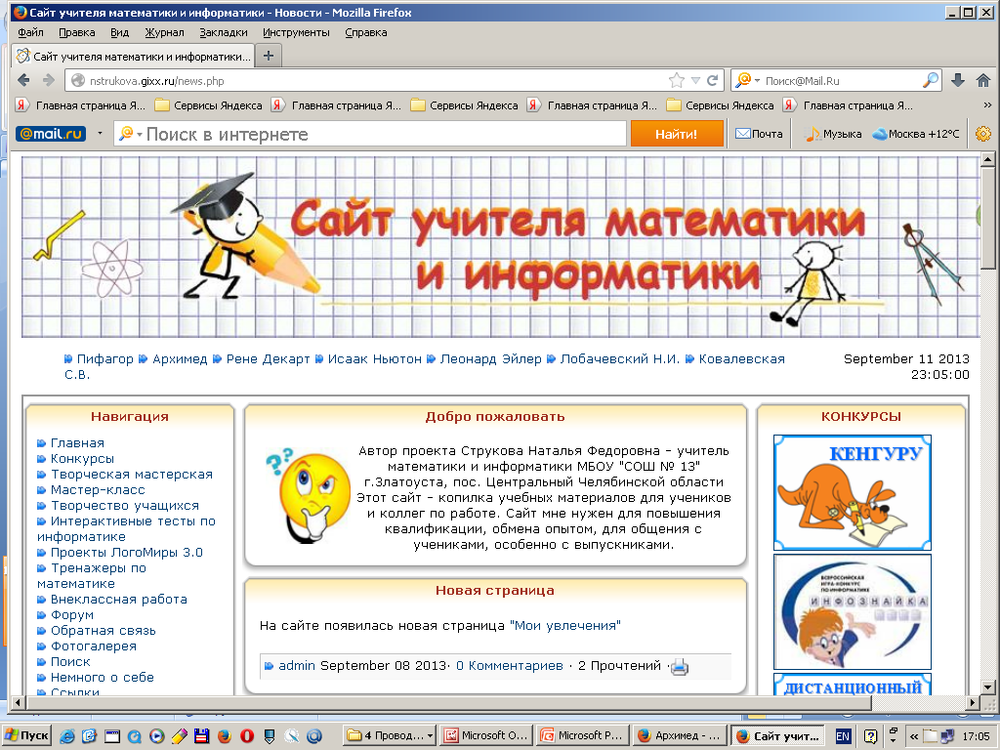 Сайт учителя математики и информатики - Новости - Mozilla Firefox
Файл Правка Вид Журнал Закладки Инструменты Справка
Сайт учителя математики и информатики... +
nstrukova.gixx.ru/news.php Поиск@Mail.Ru
Я Главная страница Я... Сервисы Яндекса Я Главная страница Я... Сервисы Яндекса Я Главная страница Я... Сервисы Яндекса Я Главная страница Я... »
@mail.ru Поиск в интернете Найти! Почта Музыка Москва +12°C
Сайт учителя математики
и информатики
Пифагор Архимед Рене Декарт Исаак Ньютон Леонард Эйлер Лобачевский Н.И. Ковалевская
С.В.
September 11 2013
23:05:00
Навигация
Главная
Конкурсы
Творческая мастерская
Мастер-класс
Творчество учащихся
Интерактивные тесты по
информатике
Проекты ЛогоМиры 3.0
Тренажеры по
математике
Внеклассная работа
Форум
Обратная связь
Фотогалерея
Поиск
Немного о себе
Ссылки
Добро пожаловать
Автор проекта Струкова Наталья Федоровна - учитель
математики и информатики МБОУ "СОШ № 13"
г.Златоуста, пос. Центральный Челябинской области
Этот сайт - копилка учебных материалов для учеников
и коллег по работе. Сайт мне нужен для повышения
квалификации, обмена опытом, для общения с
учениками, особенно с выпускниками.
Новая страница
На сайте появилась новая страница "Мои увлечения"
admin September 08 2013· 0 Комментариев · 2 Прочтений ·
КОНКУРСЫ
КЕНГУРУ
ВСЕРОССИЙСКАЯ
ИГРА-КОНКУРС
ПО ИНФОРМАТИКЕ
ИНФОЗНАЙКА
ДИСТАНЦИОННЫЙ
Пуск 4 Провод... Microsoft O... Microsoft P... Архимед - ... Сайт учит... EN « 17:05